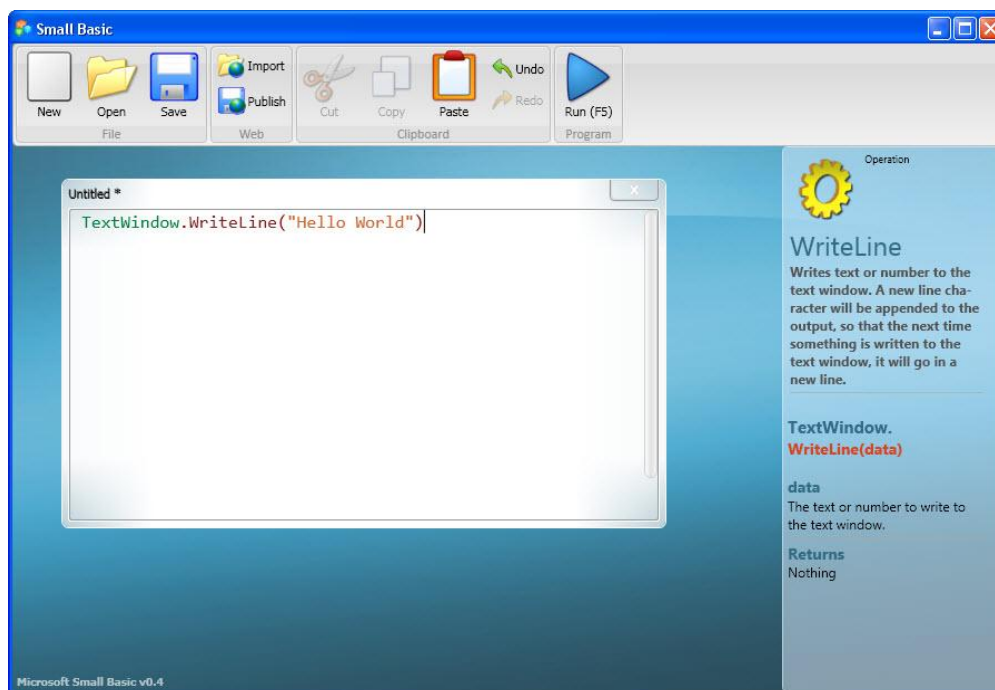 Small Basic
New
Open
Save
File
Import
Publish
Web
Cut
Copy
Paste
Undo
Redo
Clipboard
Run (F5)
Program
Untitled *
TextWindow.WriteLine("Hello World")
Operation
WriteLine
Writes text or number to the
text window. A new line cha-
racter will be appended to the
output, so that the next time
something is written to the
text window, it will go in a
new line.
TextWindow.
WriteLine(data)
data
The text or number to write to
the text window.
Returns
Nothing
Microsoft Small Basic v0.4